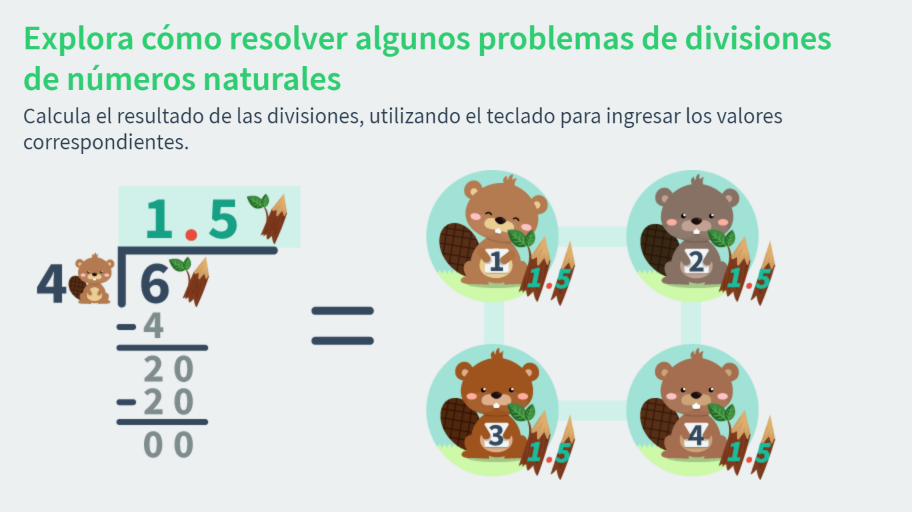 Explora cómo resolver algunos problemas de divisiones
de números naturales
Calcula el resultado de las divisiones, utilizando el teclado para ingresar los valores
correspondientes.
1.5
4 6
-4
20
-20
00
=
1 1.5
2 1.5
3 1.5
4 1.5